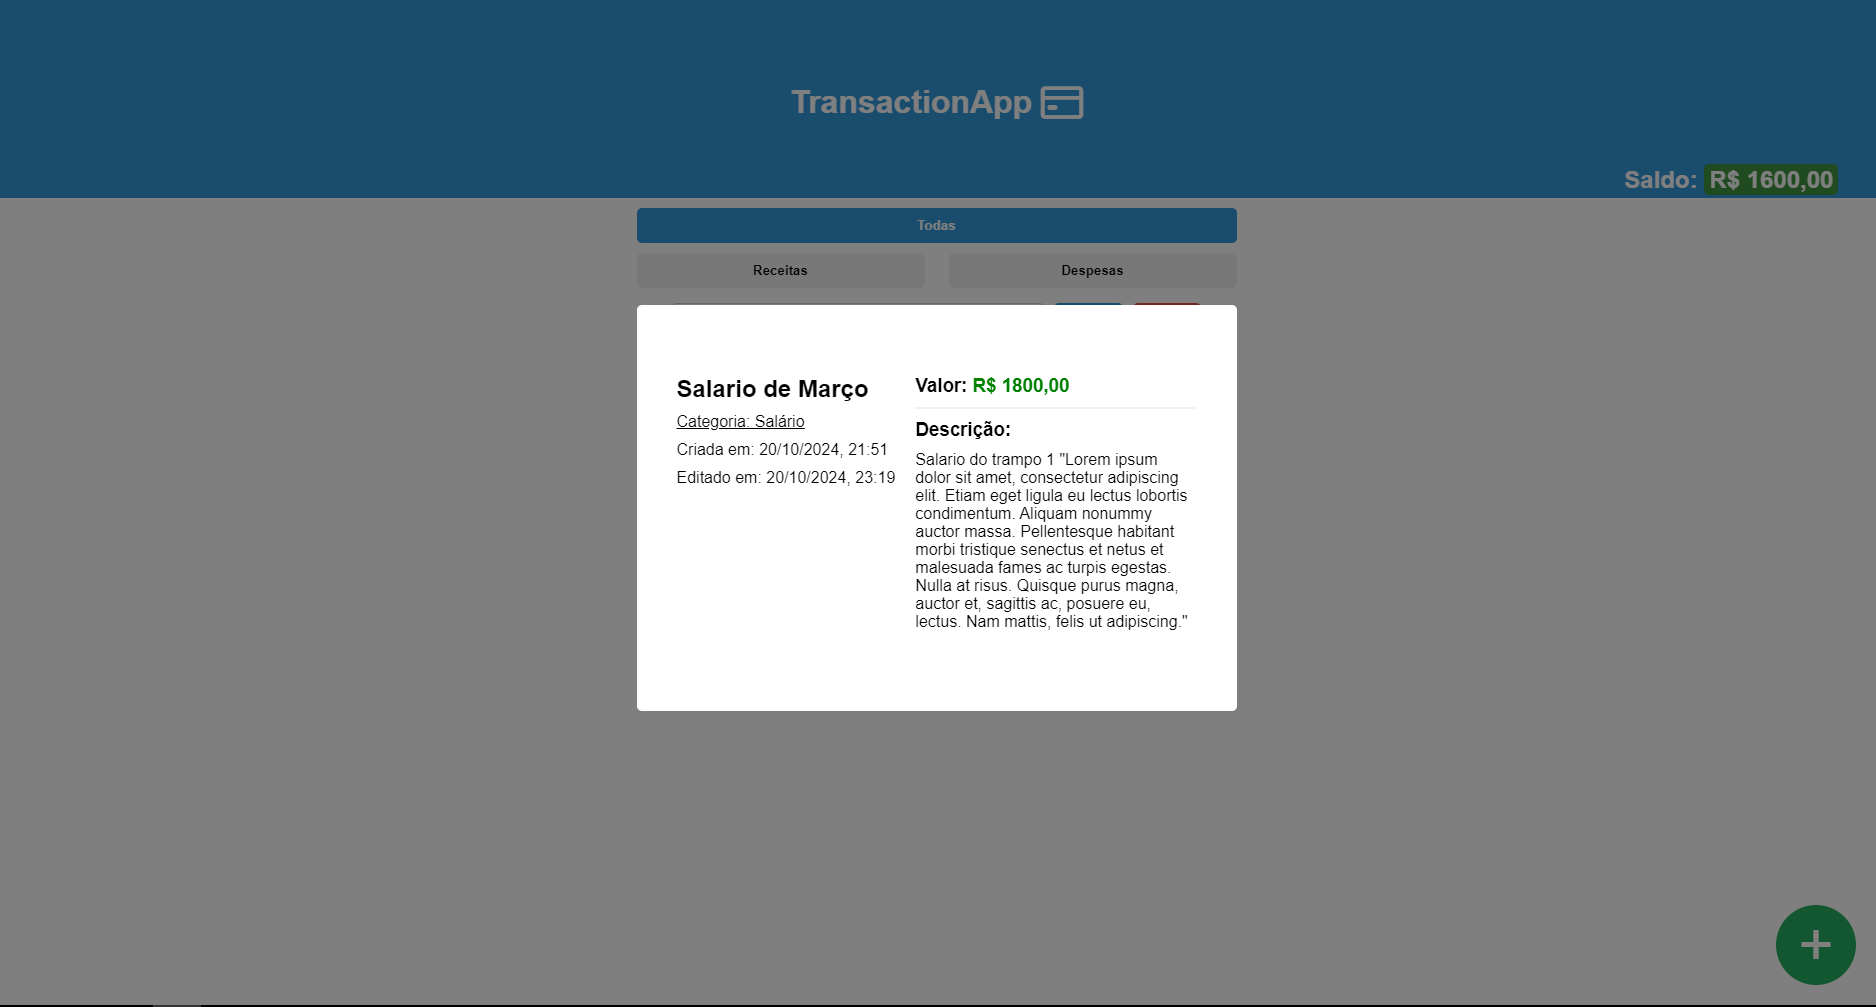 TransactionApp
Saldo: R$ 1600,00
Todas
Receitas
Despesas
Salario de Março
Categoria: Salário
Criada em: 20/10/2024, 21:51
Editado em: 20/10/2024, 23:19
Valor: R$ 1800,00
Descrição:
Salario do trampo 1 "Lorem ipsum
dolor sit amet, consectetur adipiscing
elit. Etiam eget ligula eu lectus lobortis
condimentum. Aliquam nonummy
auctor massa. Pellentesque habitant
morbi tristique senectus et netus et
malesuada fames ac turpis egestas.
Nulla at risus. Quisque purus magna,
auctor et, sagittis ac, posuere eu,
lectus. Nam mattis, felis ut adipiscing."
+